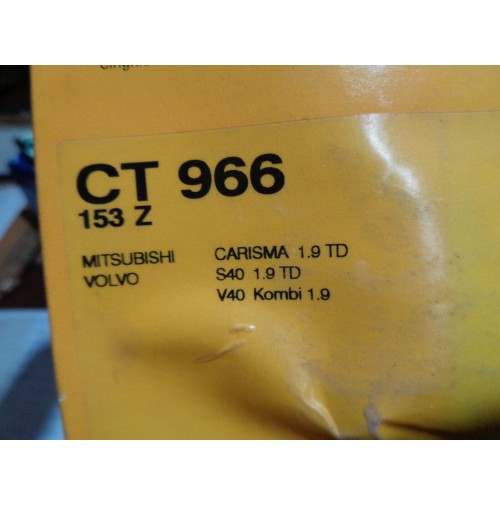 CT 966
153 Z
MITSUBISHI CARISMA 1.9 TD
VOLVO S40 1.9 TD
V40 Kombi 1.9